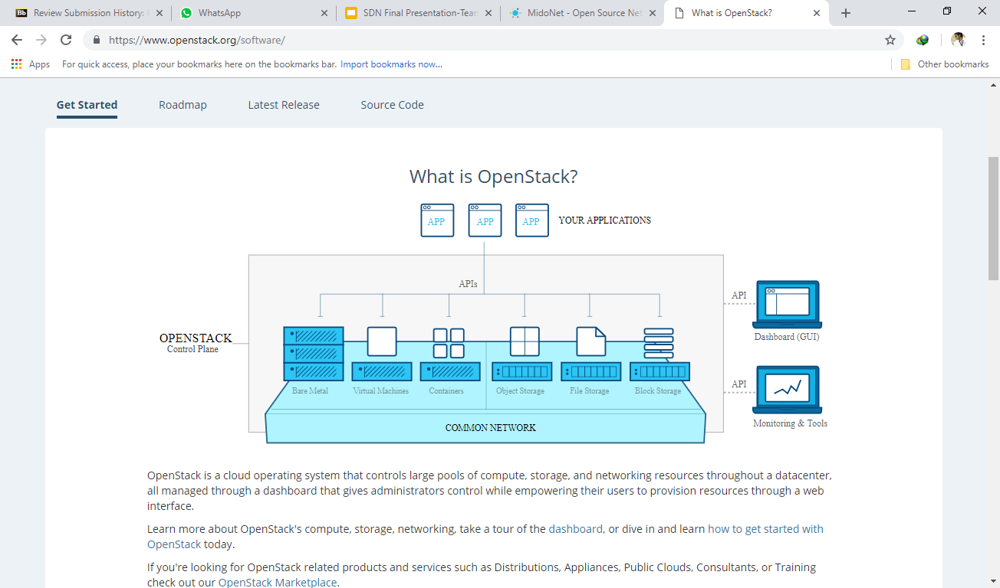 Bb Review Submission History:
WhatsApp
SDN Final Presentation-Tean
MidoNet - Open Source Net
What is OpenStack?
https://www.openstack.org/software/
Apps For quick access, place your bookmarks here on the bookmarks bar. Import bookmarks now...
Other bookmarks
Get Started Roadmap Latest Release Source Code
What is OpenStack?
APP APP APP YOUR APPLICATIONS
APIs
API
Dashboard (GUI)
OPENSTACK
Control Plane
API
Bare Metal Virtual Machines Containers Object Storage File Storage Block Storage
Monitoring & Tools
COMMON NETWORK
OpenStack is a cloud operating system that controls large pools of compute, storage, and networking resources throughout a datacenter,
all managed through a dashboard that gives administrators control while empowering their users to provision resources through a web
interface.
Learn more about OpenStack's compute, storage, networking, take a tour of the dashboard, or dive in and learn how to get started with
OpenStack today.
If you're looking for OpenStack related products and services such as Distributions, Appliances, Public Clouds, Consultants, or Training
check out our OpenStack Marketplace.